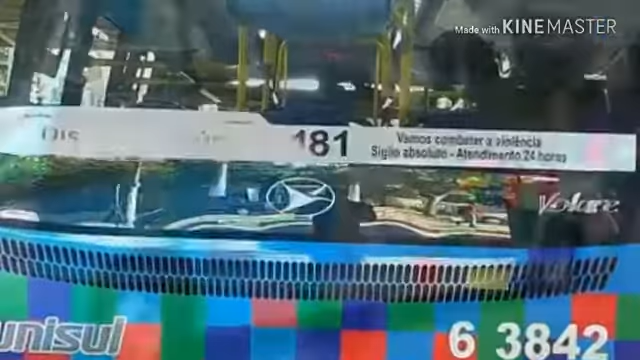 Made with KINEMASTER
181
Vamos combater a violência
Sigilo absoluto - Atendimento 24 horas
Volare
unisul
6 3842